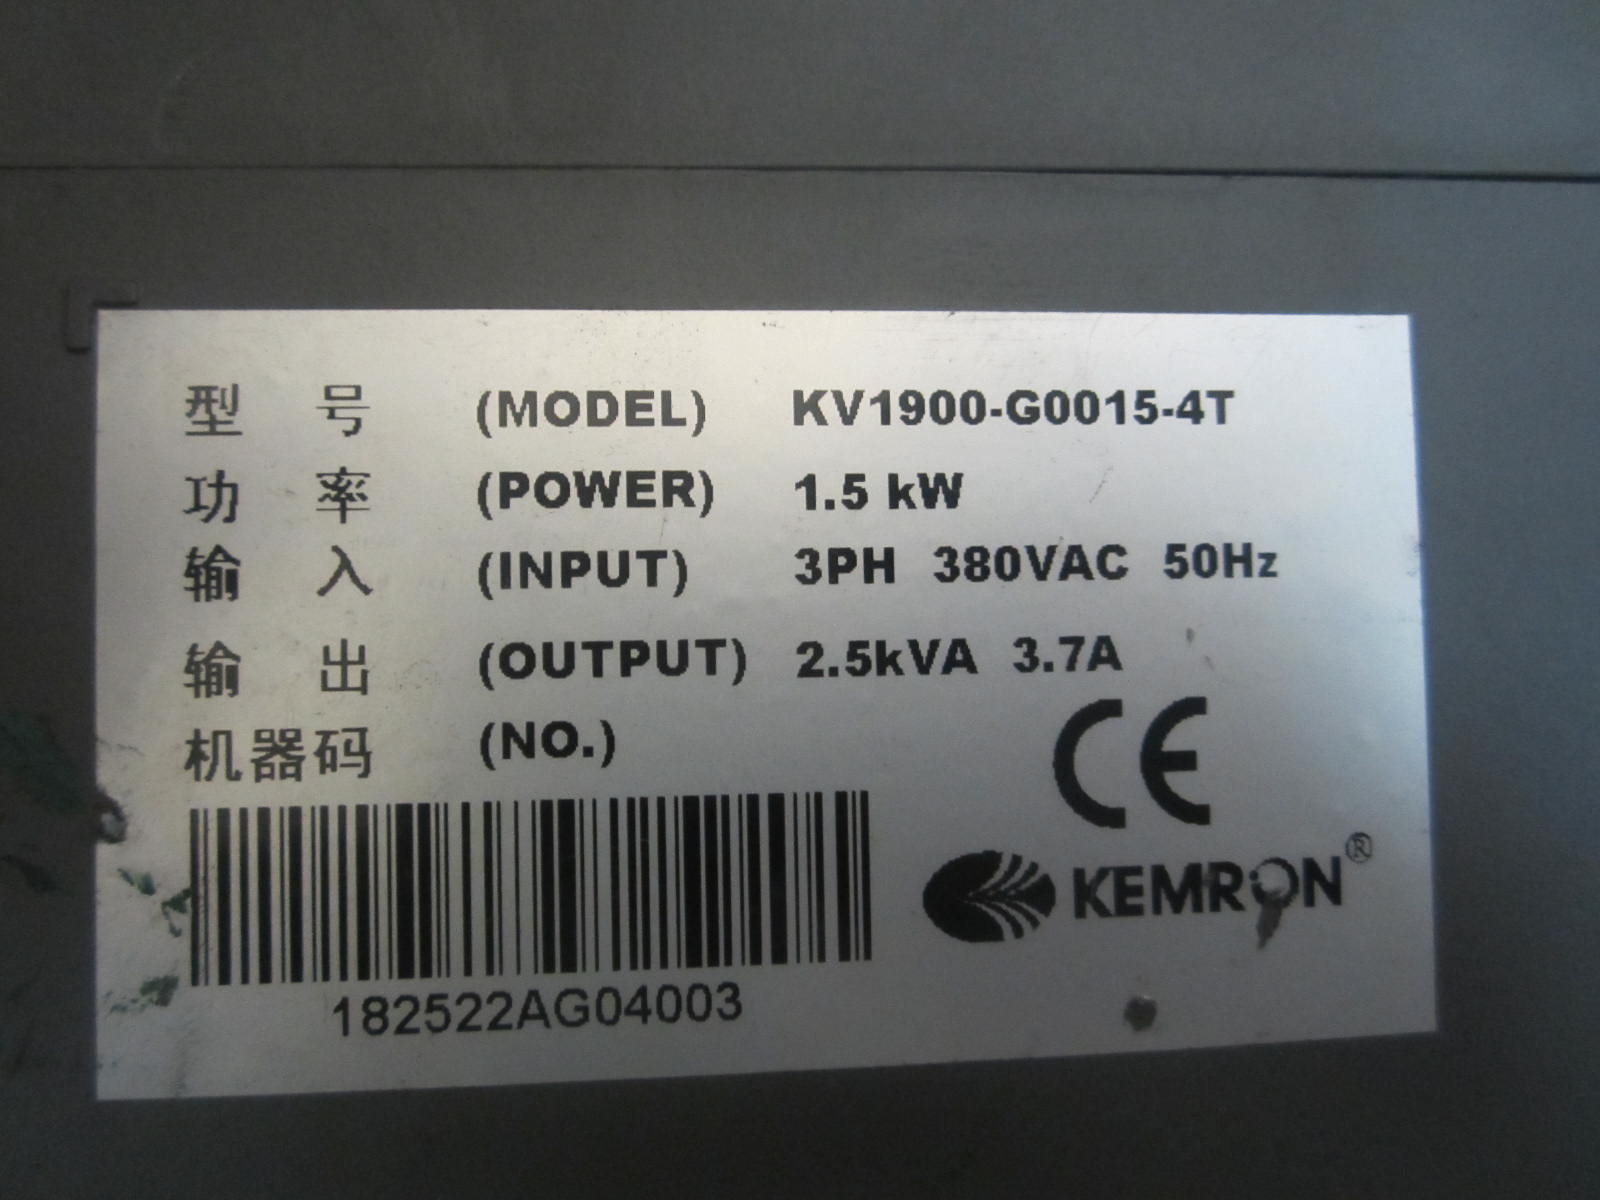 型 号 (MODEL) KV1900-G0015-4T
功 率 (POWER) 1.5 kW
输 入 (INPUT) 3PH 380VAC 50Hz
输 出 (OUTPUT) 2.5kVA 3.7A
机器码 (NO.)
CE
KEMRON®
182522AG04003